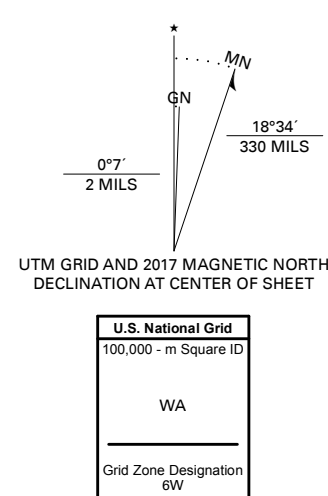 ★
MN
GN
18°34´
330 MILS
0°7´
2 MILS
UTM GRID AND 2017 MAGNETIC NORTH
DECLINATION AT CENTER OF SHEET
U.S. National Grid
100,000 - m Square ID
WA
Grid Zone Designation
6W